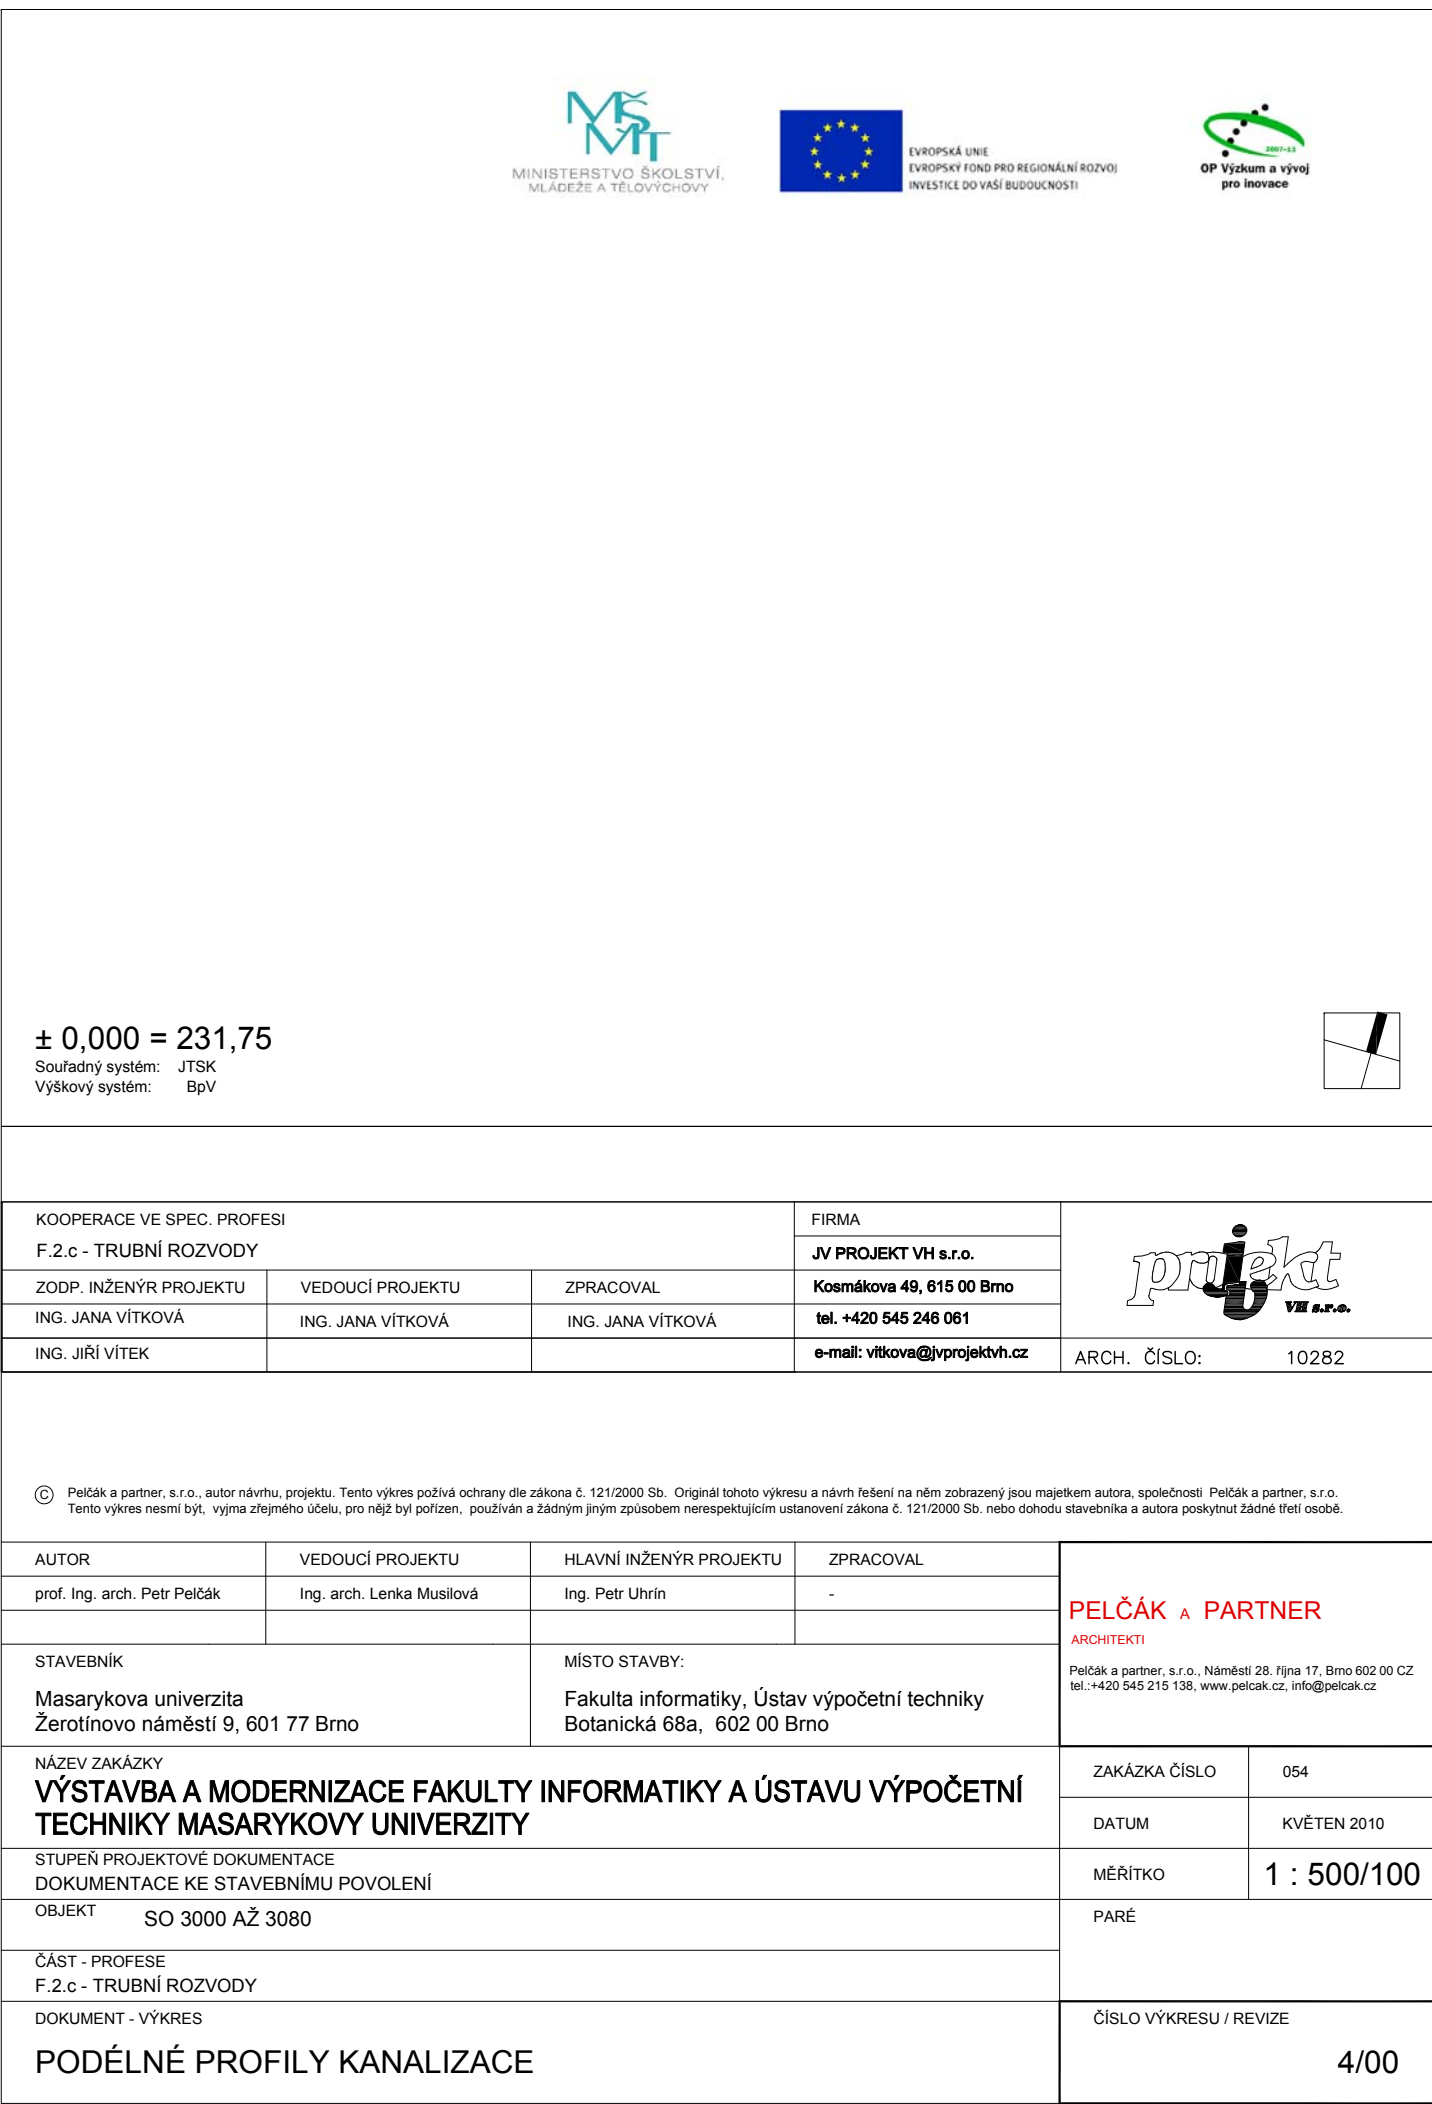 MŠMT
MINISTERSTVO ŠKOLSTVÍ,
MLÁDEŽE A TĚLOVÝCHOVY
EVROPSKÁ UNIE
EVROPSKÝ FOND PRO REGIONÁLNÍ ROZVOJ
INVESTICE DO VAŠÍ BUDOUCNOSTI
2007-13
OP Výzkum a vývoj
pro inovace
± 0,000 = 231,75
Souřadný systém: JTSK
Výškový systém: BpV
KOOPERACE VE SPEC. PROFESI
F.2.c - TRUBNÍ ROZVODY
FIRMA
JV PROJEKT VH s.r.o.
ZODP. INŽENÝR PROJEKTU VEDOUCÍ PROJEKTU ZPRACOVAL Kosmákova 49, 615 00 Brno
ING. JANA VÍTKOVÁ ING. JANA VÍTKOVÁ ING. JANA VÍTKOVÁ tel. +420 545 246 061
ING. JIŘÍ VÍTEK e-mail: vitkova@jvprojektvh.cz
projekt
jv
VH s.r.o.
ARCH. ČÍSLO: 10282
© Pelčák a partner, s.r.o., autor návrhu, projektu. Tento výkres požívá ochrany dle zákona č. 121/2000 Sb. Originál tohoto výkresu a návrh řešení na něm zobrazený jsou majetkem autora, společnosti Pelčák a partner, s.r.o.
Tento výkres nesmí být, vyjma zřejmého účelu, pro nějž byl pořízen, používán a žádným jiným způsobem nerespektujícím ustanovení zákona č. 121/2000 Sb. nebo dohodu stavebníka a autora poskytnut žádné třetí osobě.
AUTOR VEDOUCÍ PROJEKTU HLAVNÍ INŽENÝR PROJEKTU ZPRACOVAL
prof. Ing. arch. Petr Pelčák Ing. arch. Lenka Musilová Ing. Petr Uhrín -
PELČÁK A PARTNER
ARCHITEKTI
Pelčák a partner, s.r.o., Náměstí 28. října 17, Brno 602 00 CZ
tel.:+420 545 215 138, www.pelcak.cz, info@pelcak.cz
STAVEBNÍK
Masarykova univerzita
Žerotínovo náměstí 9, 601 77 Brno
MÍSTO STAVBY:
Fakulta informatiky, Ústav výpočetní techniky
Botanická 68a, 602 00 Brno
NÁZEV ZAKÁZKY
VÝSTAVBA A MODERNIZACE FAKULTY INFORMATIKY A ÚSTAVU VÝPOČETNÍ
TECHNIKY MASARYKOVY UNIVERZITY
ZAKÁZKA ČÍSLO 054
DATUM KVĚTEN 2010
STUPEŇ PROJEKTOVÉ DOKUMENTACE
DOKUMENTACE KE STAVEBNÍMU POVOLENÍ
MĚŘÍTKO 1 : 500/100
OBJEKT SO 3000 AŽ 3080
PARÉ
ČÁST - PROFESE
F.2.c - TRUBNÍ ROZVODY
DOKUMENT - VÝKRES
PODÉLNÉ PROFILY KANALIZACE
ČÍSLO VÝKRESU / REVIZE
4/00